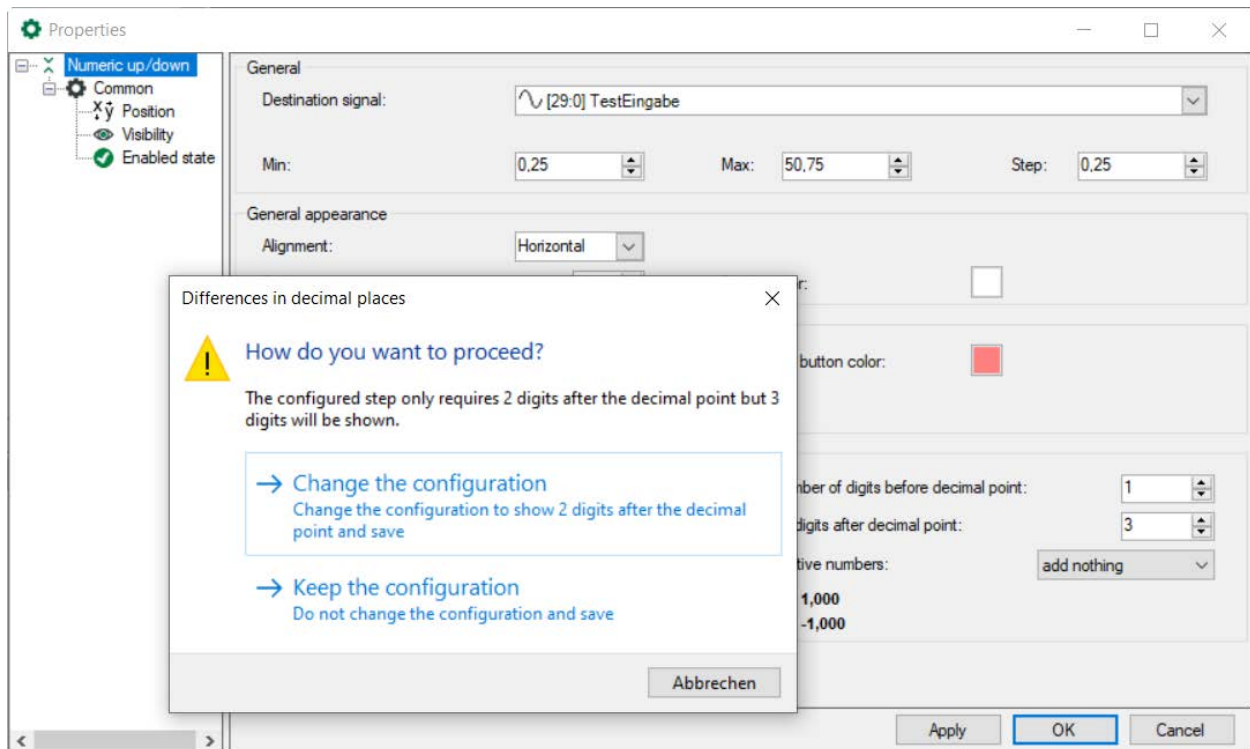 Properties
Numeric up/down
Common
Position
Visibility
Enabled state
General
Destination signal: [29:0] TestEingabe
Min: 0,25 Max: 50,75 Step: 0,25
General appearance
Alignment: Horizontal
r:
button color:
Differences in decimal places
How do you want to proceed?
The configured step only requires 2 digits after the decimal point but 3
digits will be shown.
Change the configuration
Change the configuration to show 2 digits after the decimal
point and save
Keep the configuration
Do not change the configuration and save
Abbrechen
nber of digits before decimal point: 1
digits after decimal point: 3
tive numbers: add nothing
1,000
-1,000
Apply OK Cancel